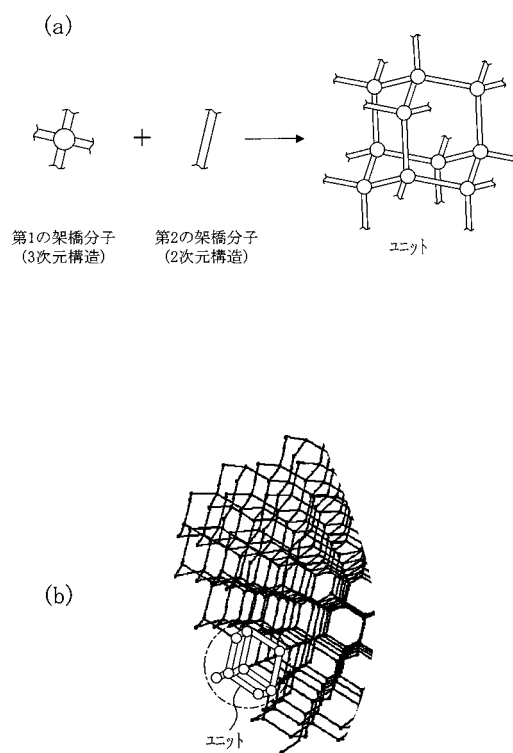 (a)
第1の架橋分子
(3次元構造)
第2の架橋分子
(2次元構造)
ユニット
(b)
ユニット